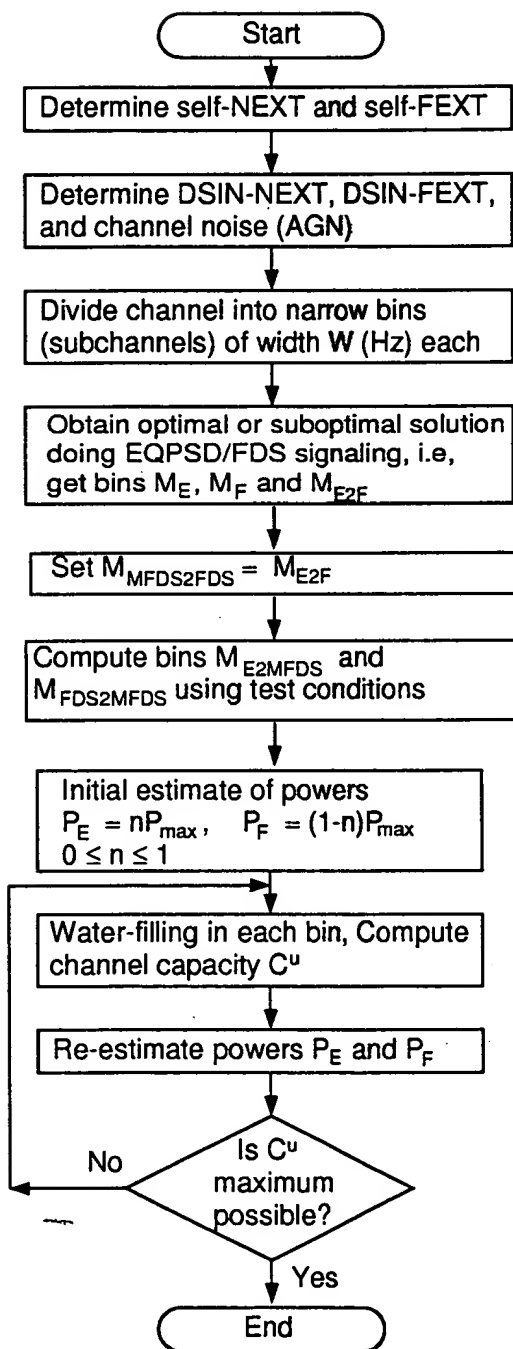 Start
Determine self-NEXT and self-FEXT
Determine DSIN-NEXT, DSIN-FEXT,
and channel noise (AGN)
Divide channel into narrow bins
(subchannels) of width W (Hz) each
Obtain optimal or suboptimal solution
doing EQPSD/FDS signaling, i.e,
get bins M_E, M_F and M_E2F
Set M_MFDS2FDS = M_E2F
Compute bins M_E2MFDS and
M_FDS2MFDS using test conditions
Initial estimate of powers
P_E = nP_max, P_F = (1-n)P_max
0 ≤ n ≤ 1
Water-filling in each bin, Compute
channel capacity C^u
Re-estimate powers P_E and P_F
Is C^u
maximum
possible?
No
Yes
End